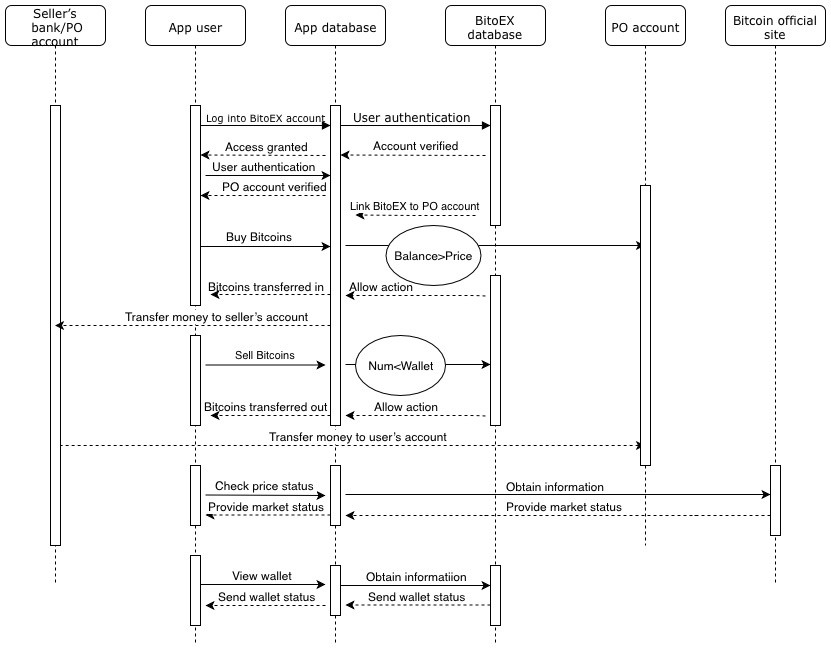 Seller's
bank/PO
account
App user
App database
BitoEX
database
PO account
Bitcoin official
site
Log into BitoEX account
User authentication
Access granted
Account verified
User authentication
PO account verified
Link BitoEX to PO account
Buy Bitcoins
Balance>Price
Bitcoins transferred in
Allow action
Transfer money to seller's account
Sell Bitcoins
Num<Wallet
Bitcoins transferred out
Allow action
Transfer money to user's account
Check price status
Obtain information
Provide market status
Provide market status
View wallet
Obtain informatiion
Send wallet status
Send wallet status